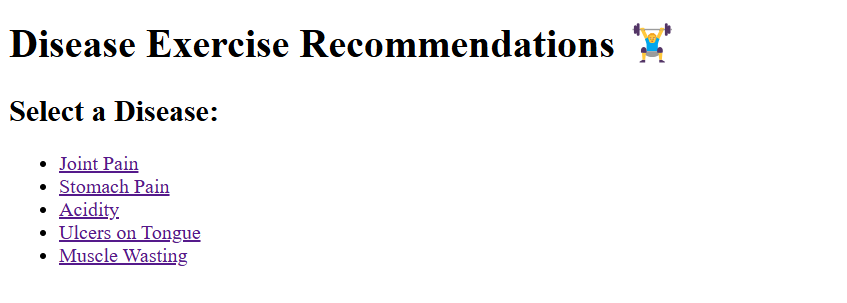 Disease Exercise Recommendations 🏋️
Select a Disease:
Joint Pain
Stomach Pain
Acidity
Ulcers on Tongue
Muscle Wasting